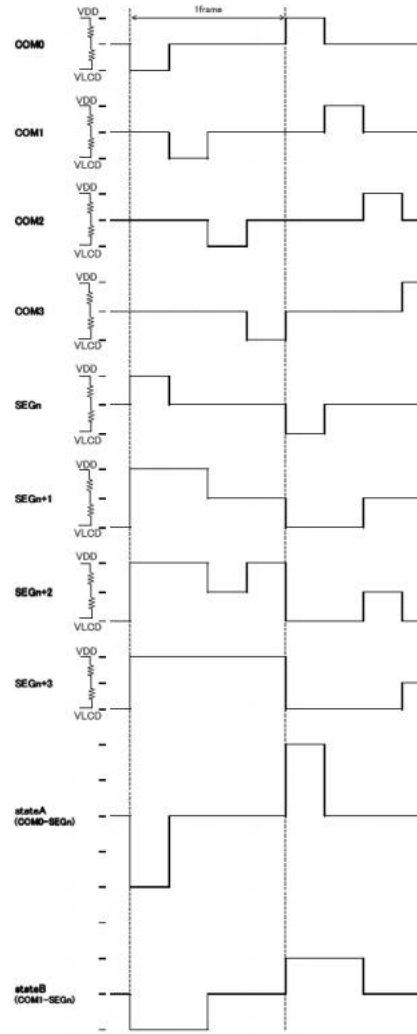 1frame
VDD
COM0
VLCD
VDD
COM1
VLCD
VDD
COM2
VLCD
VDD
COM3
VLCD
VDD
SEGn
VLCD
VDD
SEGn+1
VLCD
VDD
SEGn+2
VLCD
VDD
SEGn+3
VLCD
stateA
(COM0-SEGn)
stateB
(COM1-SEGn)